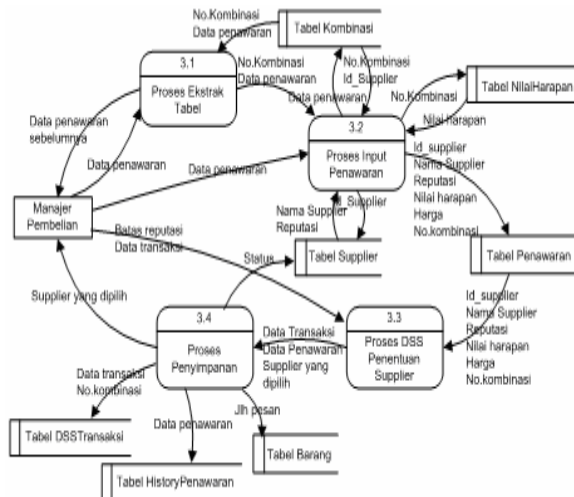 No.Kombinasi
Data penawaran
Tabel Kombinasi
3.1
Proses Ekstrak
Tabel
No.Kombinasi
Data penawaran
No.Kombinasi
Id_Supplier
Data penawaran
No.Kombinasi
Tabel NilaiHarapan
Nilai harapan
Data penawaran
sebelumnya
Data penawaran
3.2
Proses Input
Penawaran
Data penawaran
Id_supplier
Nama Supplier
Reputasi
Nilai harapan
Harga
No.kombinasi
Manajer
Pembelian
Id_Supplier
Nama Supplier
Reputasi
Batas reputasi
Data transaksi
Status
Tabel Supplier
Tabel Penawaran
Supplier yang dipilih
3.4
Proses
Penyimpanan
Data Transaksi
Data Penawaran
Supplier yang
dipilih
3.3
Proses DSS
Penentuan
Supplier
Id_supplier
Nama Supplier
Reputasi
Nilai harapan
Harga
No.kombinasi
Data transaksi
No.kombinasi
Jlh pesan
Data penawaran
Tabel DSSTransaksi
Tabel Barang
Tabel HistoryPenawaran